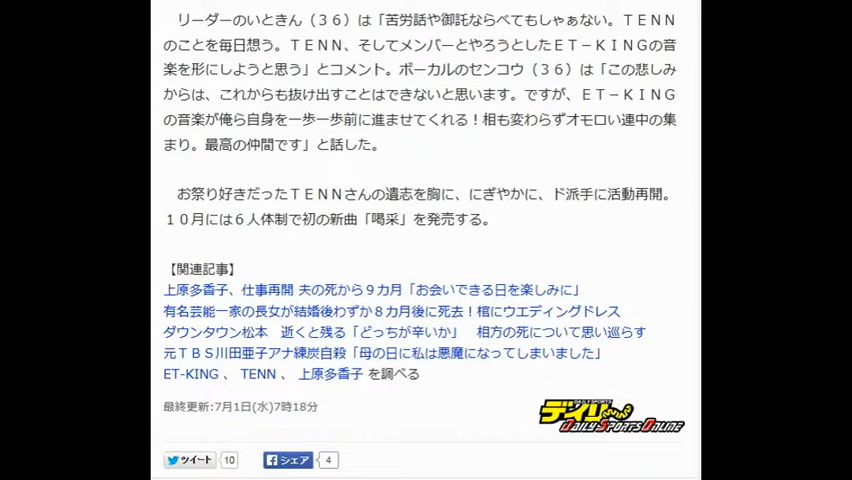 リーダーのいときん（３６）は「苦労話や御託ならべてもしゃぁない。ＴＥＮＮ
のことを毎日想う。ＴＥＮＮ、そしてメンバーとやろうとしたＥＴ－ＫＩＮＧの音
楽を形にしようと思う」とコメント。ボーカルのセンコウ（３６）は「この悲しみ
からは、これからも抜け出すことはできないと思います。ですが、ＥＴ－ＫＩＮＧ
の音楽が俺ら自身を一歩一歩前に進ませてくれる！相も変わらずオモロい連中の集
まり。最高の仲間です」と話した。
お祭り好きだったＴＥＮＮさんの遺志を胸に、にぎやかに、ド派手に活動再開。
１０月には６人体制で初の新曲「喝采」を発売する。
【関連記事】
上原多香子、仕事再開 夫の死から９カ月「お会いできる日を楽しみに」
有名芸能一家の長女が結婚後わずか８カ月後に死去！棺にウエディングドレス
ダウンタウン松本　逝くと残る「どっちが辛いか」　相方の死について思い巡らす
元ＴＢＳ川田亜子アナ練炭自殺「母の日に私は悪魔になってしまいました」
ET-KING 、 TENN 、 上原多香子 を調べる
最終更新:7月1日(水)7時18分
DAILY SPORTS
デイリー
DAILY SPORTS ONLINE
ツイート 10 シェア 4